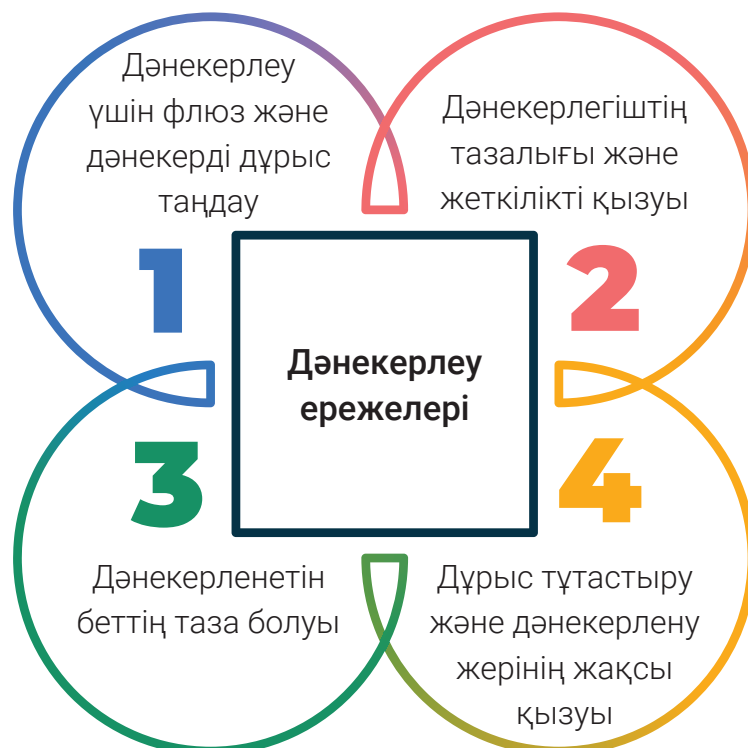 Дәнекерлеу
үшін флюз және
дәнекерді дұрыс
таңдау
1
Дәнекерлегіштің
тазалығы және
жеткілікті қызуы
2
Дәнекерлеу
ережелері
3
Дәнекерленетін
беттің таза болуы
4
Дұрыс тұтастыру
және дәнекерлену
жерінің жақсы
қызуы